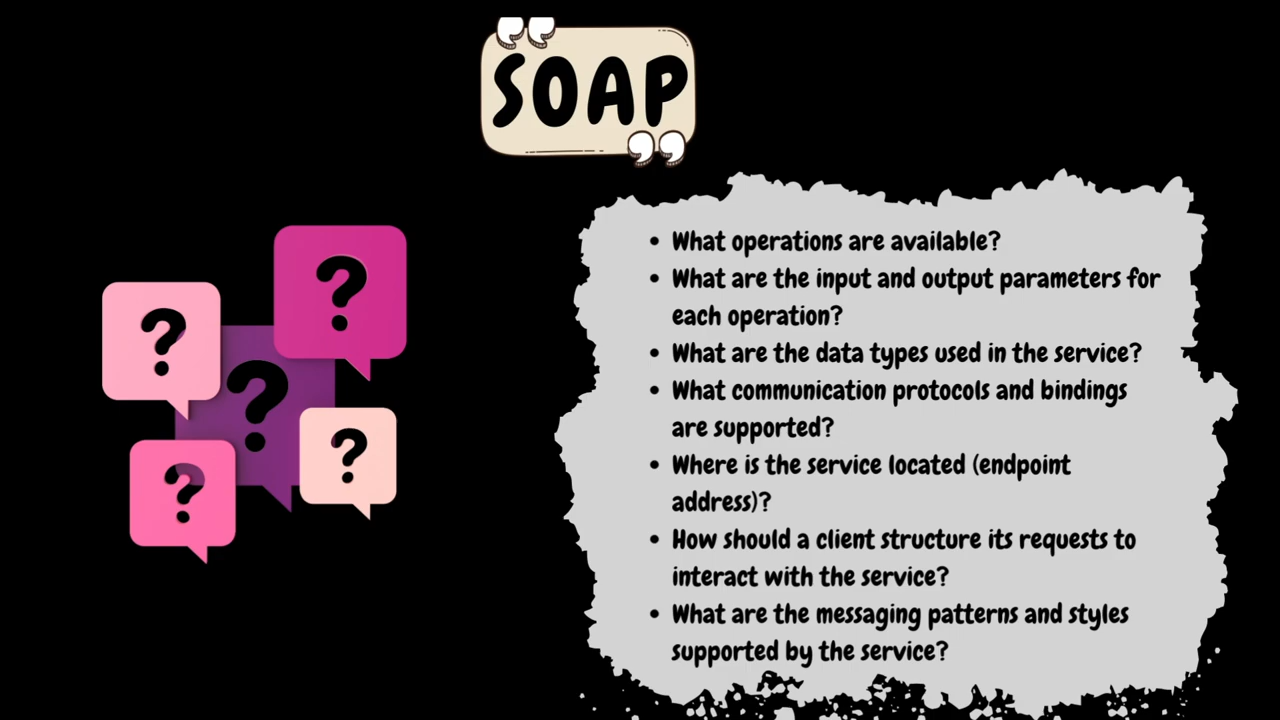 SOAP
• What operations are available?
• What are the input and output parameters for
each operation?
• What are the data types used in the service?
• What communication protocols and bindings
are supported?
• Where is the service located (endpoint
address)?
• How should a client structure its requests to
interact with the service?
• What are the messaging patterns and styles
supported by the service?
?
?
?
?
?